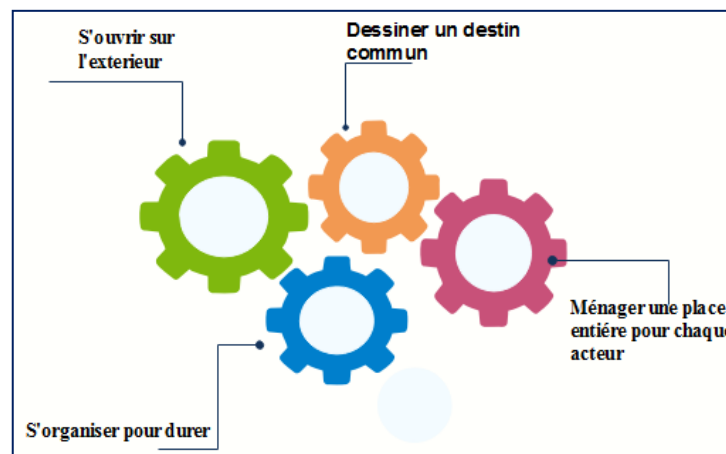 S'ouvrir sur
l'exterieur
Dessiner un destin
commun
Ménager une place
entiére pour chaque
acteur
S'organiser pour durer